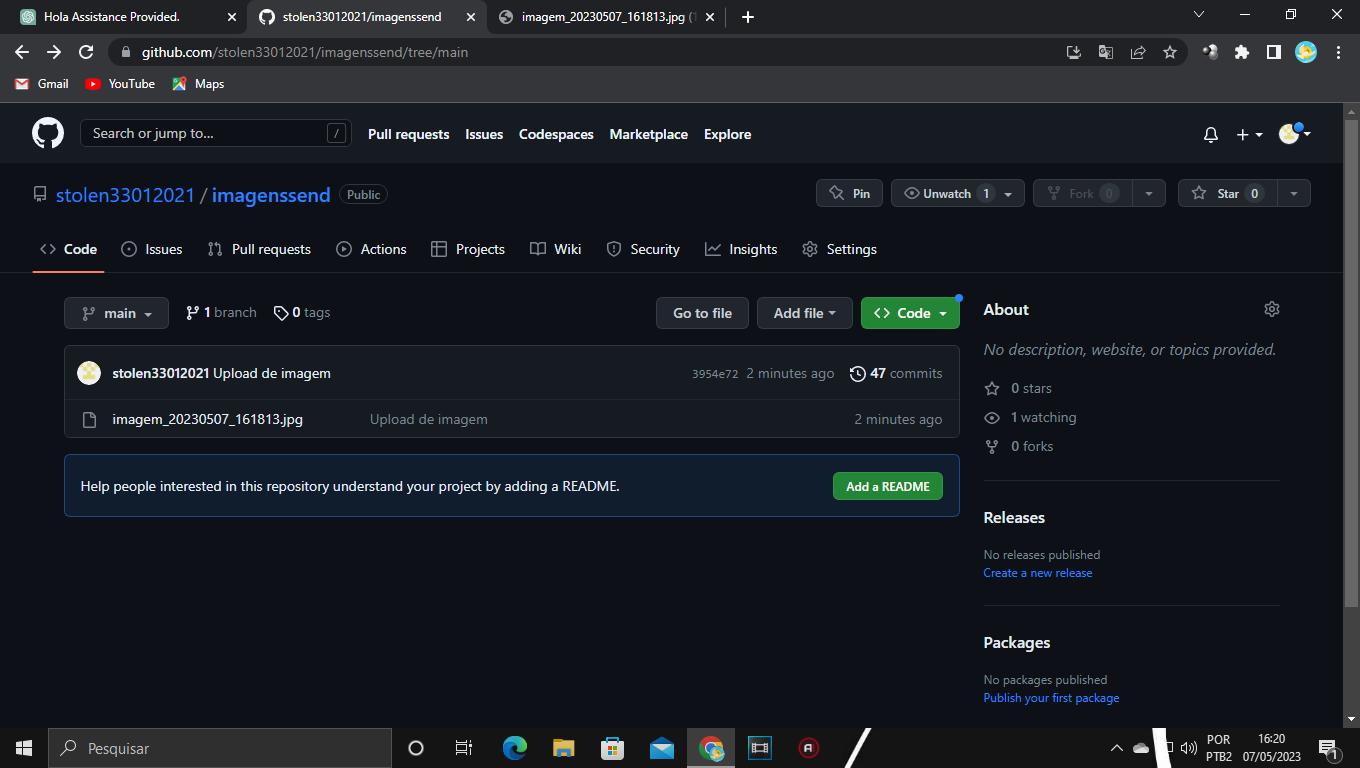 Hola Assistance Provided.
stolen33012021/imagenssend
imagem_20230507_161813.jpg (1
github.com/stolen33012021/imagenssend/tree/main
Gmail YouTube Maps
Search or jump to... /
Pull requests Issues Codespaces Marketplace Explore
stolen33012021 / imagenssend Public
Pin Unwatch 1 Fork 0 Star 0
Code Issues Pull requests Actions Projects Wiki Security Insights Settings
main 1 branch 0 tags Go to file Add file Code
stolen33012021 Upload de imagem 3954e72 2 minutes ago 47 commits
imagem_20230507_161813.jpg Upload de imagem 2 minutes ago
Help people interested in this repository understand your project by adding a README. Add a README
About
No description, website, or topics provided.
0 stars
1 watching
0 forks
Releases
No releases published
Create a new release
Packages
No packages published
Publish your first package
Pesquisar
POR
PTB2
16:20
07/05/2023
1